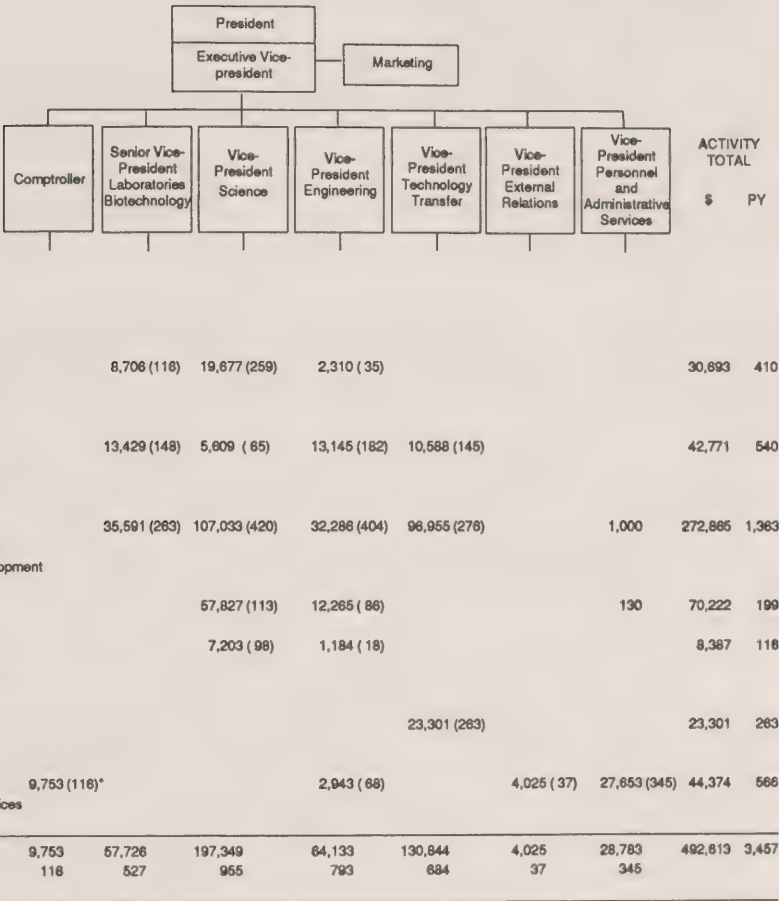 President
Executive Vice-
president
Marketing
Comptroller
Senior Vice-
President
Laboratories
Biotechnology
Vice-
President
Science
Vice-
President
Engineering
Vice-
President
Technology
Transfer
Vice-
President
External
Relations
Vice-
President
Personnel
and
Administrative
Services
ACTIVITY
TOTAL
$ PY
8,706 (116) 19,677 (259) 2,310 ( 35) 30,693 410
13,429 (148) 5,609 ( 65) 13,145 (182) 10,588 (145) 42,771 540
35,591 (263) 107,033 (420) 32,286 (404) 96,955 (276) 1,000 272,865 1,363
opment
57,827 (113) 12,265 ( 86) 130 70,222 199
7,203 ( 98) 1,184 ( 18) 8,387 116
23,301 (263) 23,301 263
9,753 (116)* 2,943 ( 68) 4,025 ( 37) 27,653 (345) 44,374 566
ices
9,753 57,726 197,349 64,133 130,844 4,025 28,783 492,613 3,457
116 527 955 793 684 37 345